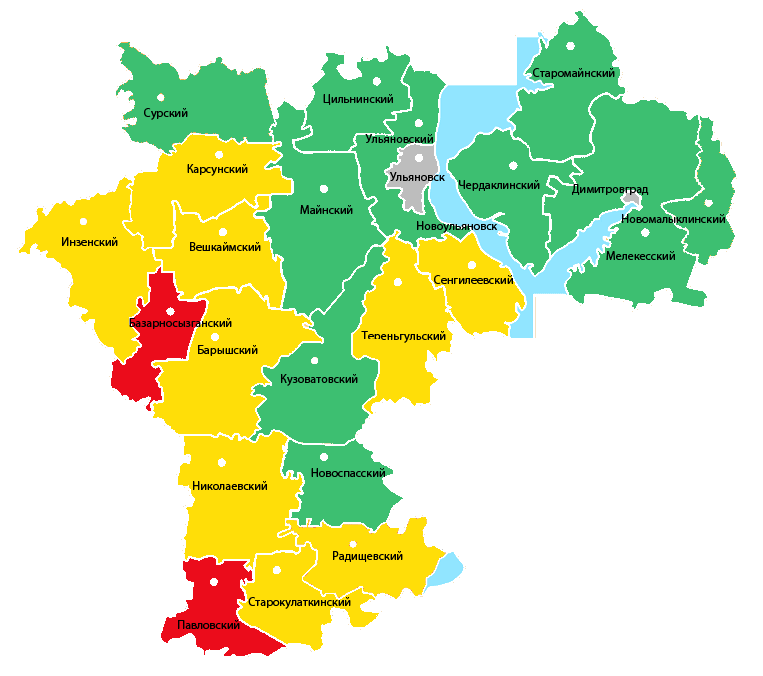 Старомайнский
Цильнинский
Сурский
Ульяновский
Карсунский
Ульяновск
Чердаклинский
Димитровград
Майнский
Новомалыклинский
Новоульяновск
Инзенский
Вешкаймский
Мелекесский
Сенгилеевский
Базарносызганский
Тереньгульский
Барышский
Кузоватовский
Новоспасский
Николаевский
Радищевский
Старокулаткинский
Павловский